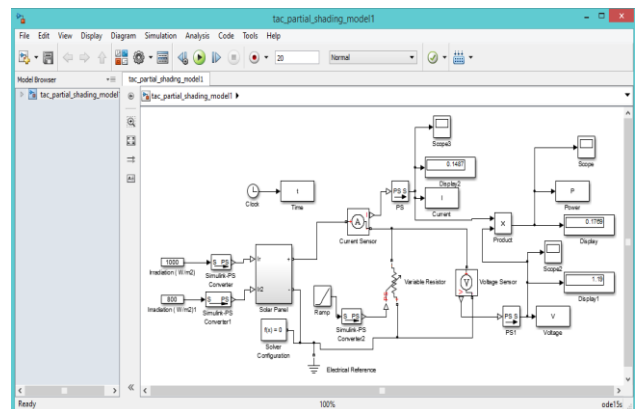 tac_partial_shading_model1
File Edit View Display Diagram Simulation Analysis Code Tools Help
20
Normal
Model Browser
tac_partial_shading_model1
tac_partial_shading_model
tac_partial_shading_model1
Scope3
0.1487
Display2
Scope
Clock
t
Time
PS S
PS
I
Current
P
Power
A
I
Current Sensor
X
Product
0.1769
Display
1000
Irradiation ( W/m2)
S PS
Simulink-PS
Converter
Ir
+
Scope2
Variable Resistor
V
Voltage Sensor
1.19
Display1
800
Irradiation ( W/m2)1
S PS
Simulink-PS
Converter1
Ir2
-
Solar Panel
Ramp
S PS
Simulink-PS
Converter2
PS S
PS1
V
Voltage
f(x) = 0
Solver
Configuration
Electrical Reference
Ready
100%
ode15s